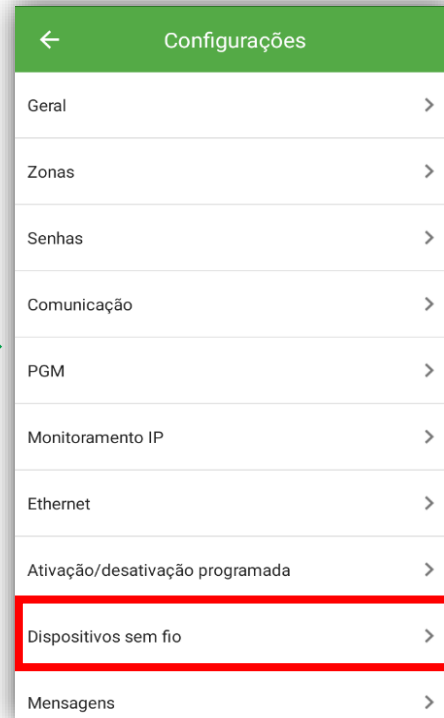 Configurações
Geral
Zonas
Senhas
Comunicação
PGM
Monitoramento IP
Ethernet
Ativação/desativação programada
Dispositivos sem fio
Mensagens